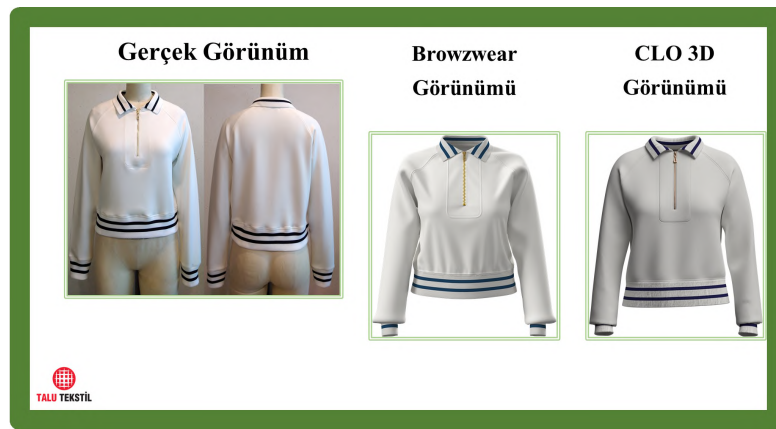 Gerçek Görünüm
Browzwear
Görünümü
CLO 3D
Görünümü
TALU TEKSTİL